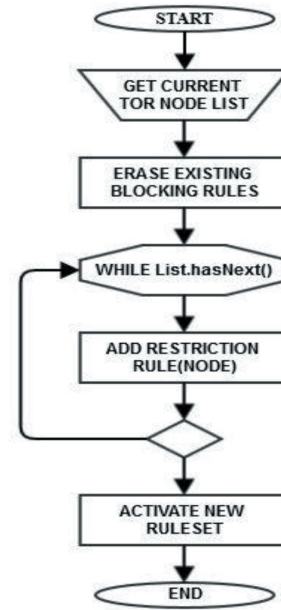 START
GET CURRENT
TOR NODE LIST
ERASE EXISTING
BLOCKING RULES
WHILE List.hasNext()
ADD RESTRICTION
RULE(NODE)
ACTIVATE NEW
RULESET
END